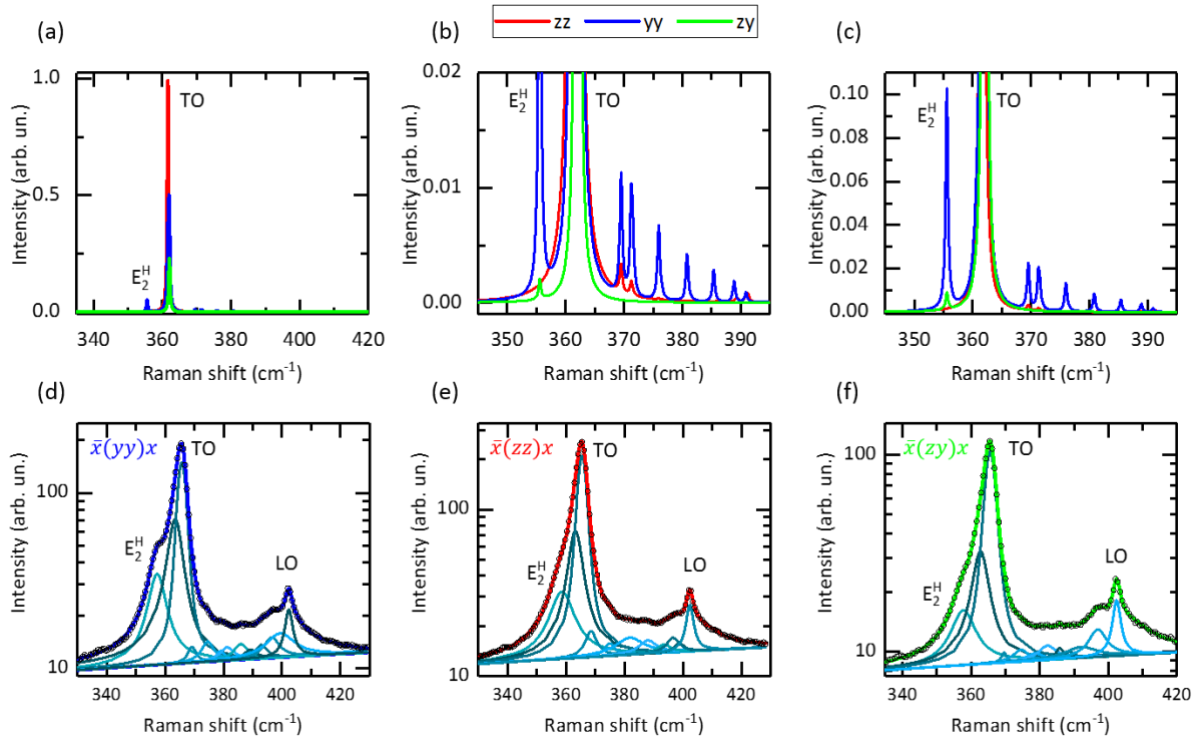 zz yy zy
(a)
(b)
(c)
1.0
0.5
0.0
Intensity (arb. un.)
E₂ᴴ
TO
340 360 380 400 420
Raman shift (cm⁻¹)
0.02
0.01
0.00
Intensity (arb. un.)
E₂ᴴ
TO
350 360 370 380 390
Raman shift (cm⁻¹)
0.10
0.08
0.06
0.04
0.02
0.00
Intensity (arb. un.)
E₂ᴴ
TO
350 360 370 380 390
Raman shift (cm⁻¹)
(d)
(e)
(f)
x̄(yy)x
TO
E₂ᴴ
LO
100
10
Intensity (arb. un.)
340 360 380 400 420
Raman shift (cm⁻¹)
x̄(zz)x
TO
E₂ᴴ
LO
100
10
Intensity (arb. un.)
340 360 380 400 420
Raman shift (cm⁻¹)
x̄(zy)x
TO
E₂ᴴ
LO
100
10
Intensity (arb. un.)
340 360 380 400 420
Raman shift (cm⁻¹)